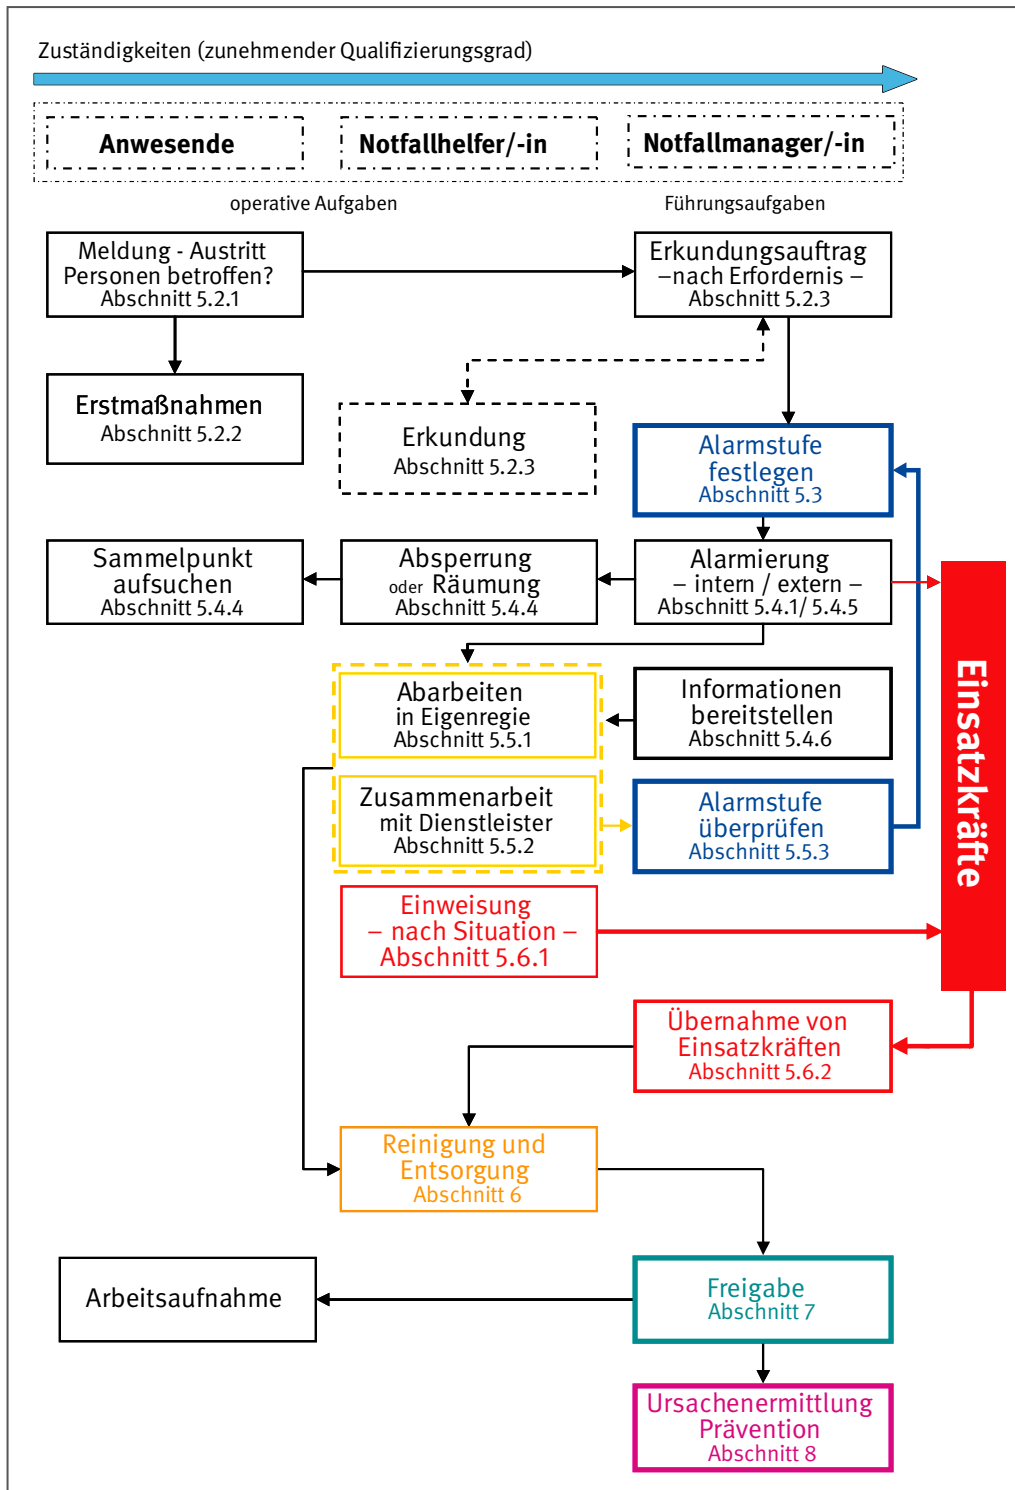 Zuständigkeiten (zunehmender Qualifizierungsgrad)
Anwesende
Notfallhelfer/-in
Notfallmanager/-in
operative Aufgaben
Führungsaufgaben
Meldung - Austritt
Personen betroffen?
Abschnitt 5.2.1
Erkundungsauftrag
–nach Erfordernis –
Abschnitt 5.2.3
Erstmaßnahmen
Abschnitt 5.2.2
Erkundung
Abschnitt 5.2.3
Alarmstufe
festlegen
Abschnitt 5.3
Sammelpunkt
aufsuchen
Abschnitt 5.4.4
Absperrung
oder Räumung
Abschnitt 5.4.4
Alarmierung
– intern / extern –
Abschnitt 5.4.1/ 5.4.5
Einsatzkräfte
Abarbeiten
in Eigenregie
Abschnitt 5.5.1
Informationen
bereitstellen
Abschnitt 5.4.6
Zusammenarbeit
mit Dienstleister
Abschnitt 5.5.2
Alarmstufe
überprüfen
Abschnitt 5.5.3
Einweisung
– nach Situation –
Abschnitt 5.6.1
Übernahme von
Einsatzkräften
Abschnitt 5.6.2
Reinigung und
Entsorgung
Abschnitt 6
Arbeitsaufnahme
Freigabe
Abschnitt 7
Ursachenermittlung
Prävention
Abschnitt 8